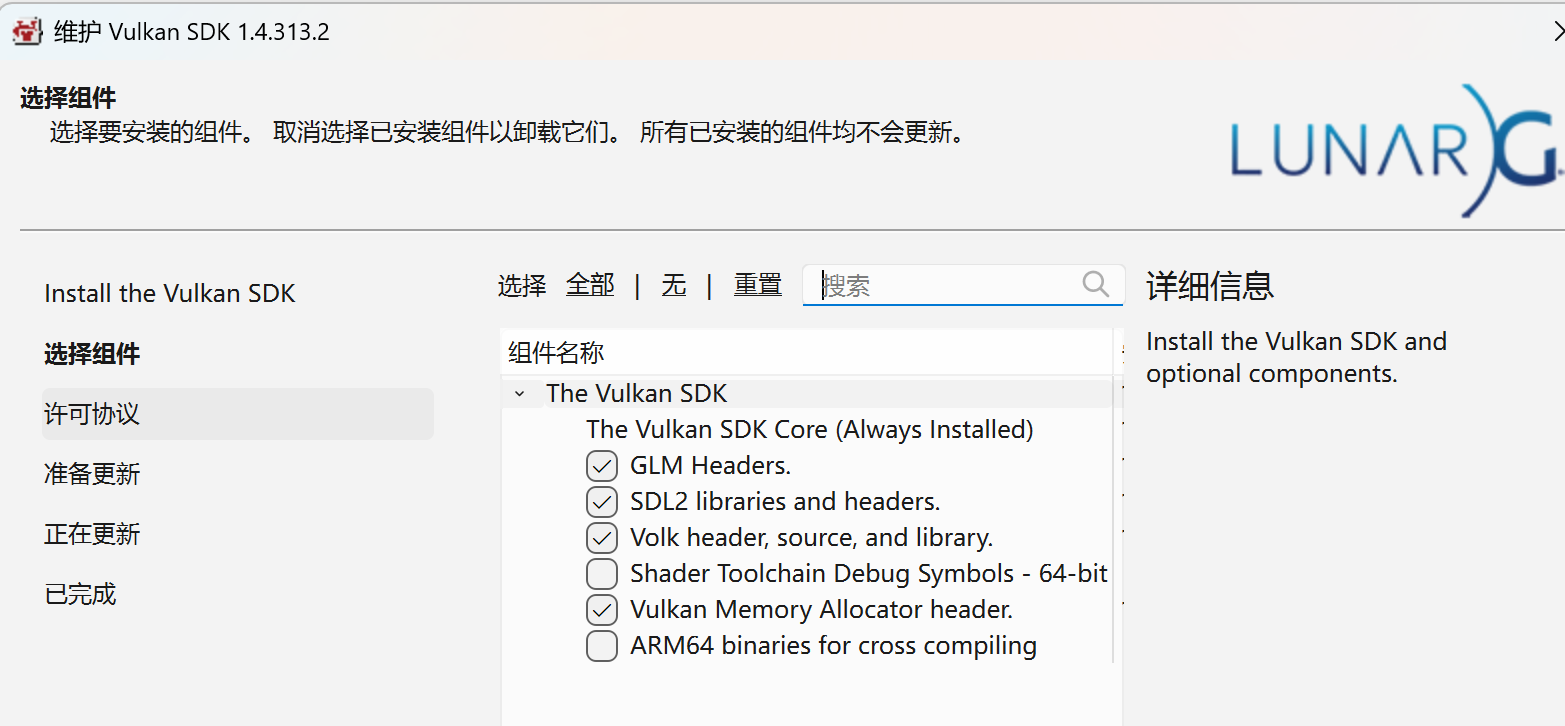 维护 Vulkan SDK 1.4.313.2
选择组件
选择要安装的组件。 取消选择已安装组件以卸载它们。 所有已安装的组件均不会更新。
LUNARG
Install the Vulkan SDK
选择组件
许可协议
准备更新
正在更新
已完成
选择 全部 | 无 | 重置 搜索
组件名称
The Vulkan SDK
The Vulkan SDK Core (Always Installed)
GLM Headers.
SDL2 libraries and headers.
Volk header, source, and library.
Shader Toolchain Debug Symbols - 64-bit
Vulkan Memory Allocator header.
ARM64 binaries for cross compiling
详细信息
Install the Vulkan SDK and
optional components.